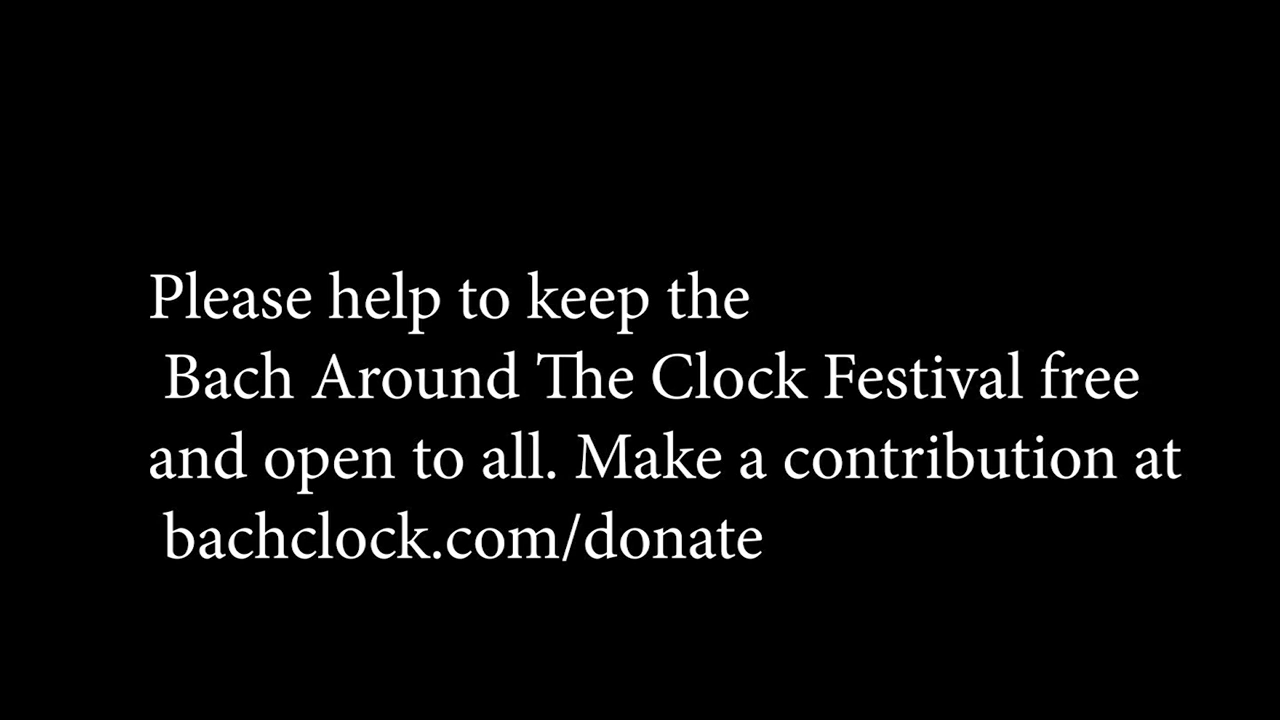 Please help to keep the
Bach Around The Clock Festival free
and open to all. Make a contribution at
bachclock.com/donate